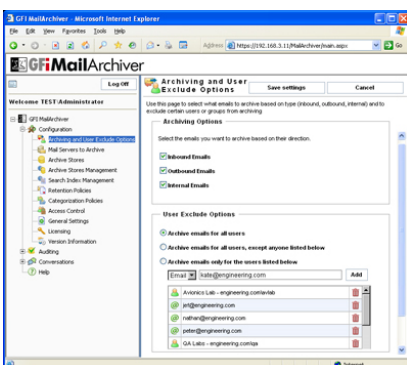 GFI MailArchiver - Microsoft Internet Explorer
File Edit View Favorites Tools Help
Address https://192.168.3.11/MailArchiver/main.aspx Go
GFI MailArchiver
Log Off
Welcome TEST\Administrator
GFI MailArchiver
Configuration
Archiving and User Exclude Options
Mail Servers to Archive
Archive Stores
Archive Stores Management
Search Index Management
Retention Policies
Categorization Policies
Access Control
General Settings
Licensing
Version Information
Auditing
Conversations
Help
Archiving and User Exclude Options
Save settings Cancel
Use this page to select what emails to archive based on type (inbound, outbound, internal) and to
exclude certain users or groups from archiving
Archiving Options
Select the emails you want to archive based on their direction.
Inbound Emails
Outbound Emails
Internal Emails
User Exclude Options
Archive emails for all users
Archive emails for all users, except anyone listed below
Archive emails only for the users listed below
Email kate@engineering.com Add
Avionics Lab - engineering.com\avlab
jet@engineering.com
nathan@engineering.com
peter@engineering.com
GA Labs - engineering.com\qa
Internet